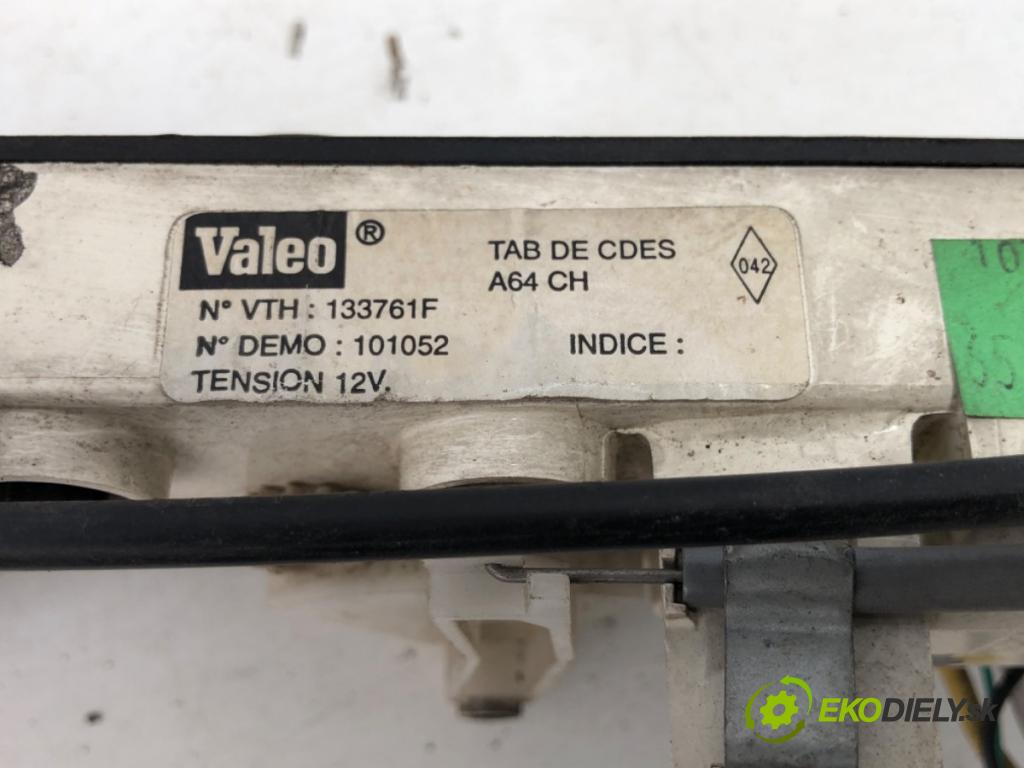 Valeo ®
TAB DE CDES
A64 CH
042
N° VTH : 133761F
N° DEMO : 101052
INDICE :
TENSION 12V.
EKODIELY.SK